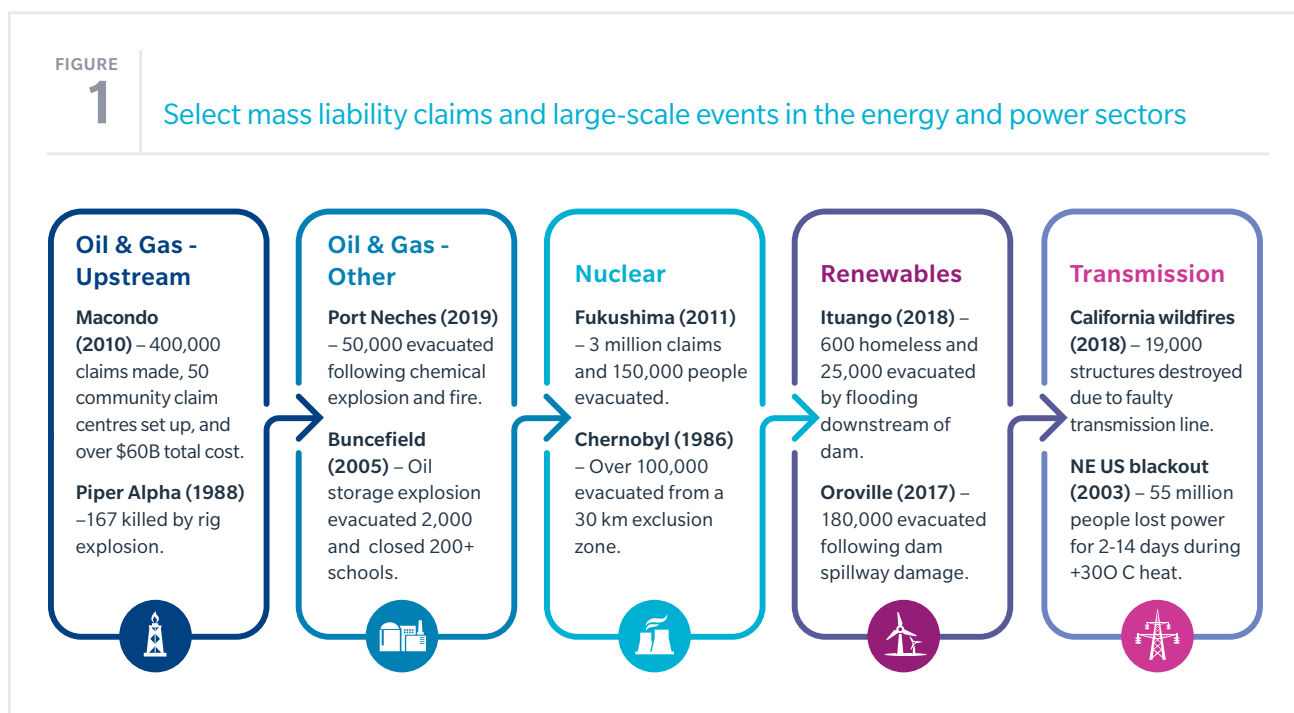 FIGURE
1
Select mass liability claims and large-scale events in the energy and power sectors
Oil & Gas -
Upstream
Macondo
(2010) – 400,000
claims made, 50
community claim
centres set up, and
over $60B total cost.
Piper Alpha (1988)
–167 killed by rig
explosion.
Oil & Gas -
Other
Port Neches (2019)
– 50,000 evacuated
following chemical
explosion and fire.
Buncefield
(2005) – Oil
storage explosion
evacuated 2,000
and  closed 200+
schools.
Nuclear
Fukushima (2011)
– 3 million claims
and 150,000 people
evacuated.
Chernobyl (1986)
– Over 100,000
evacuated from a
30 km exclusion
zone.
Renewables
Ituango (2018) –
600 homeless and
25,000 evacuated
by flooding
downstream of
dam.
Oroville (2017) –
180,000 evacuated
following dam
spillway damage.
Transmission
California wildfires
(2018) – 19,000
structures destroyed
due to faulty
transmission line.
NE US blackout
(2003) – 55 million
people lost power
for 2-14 days during
+30O C heat.